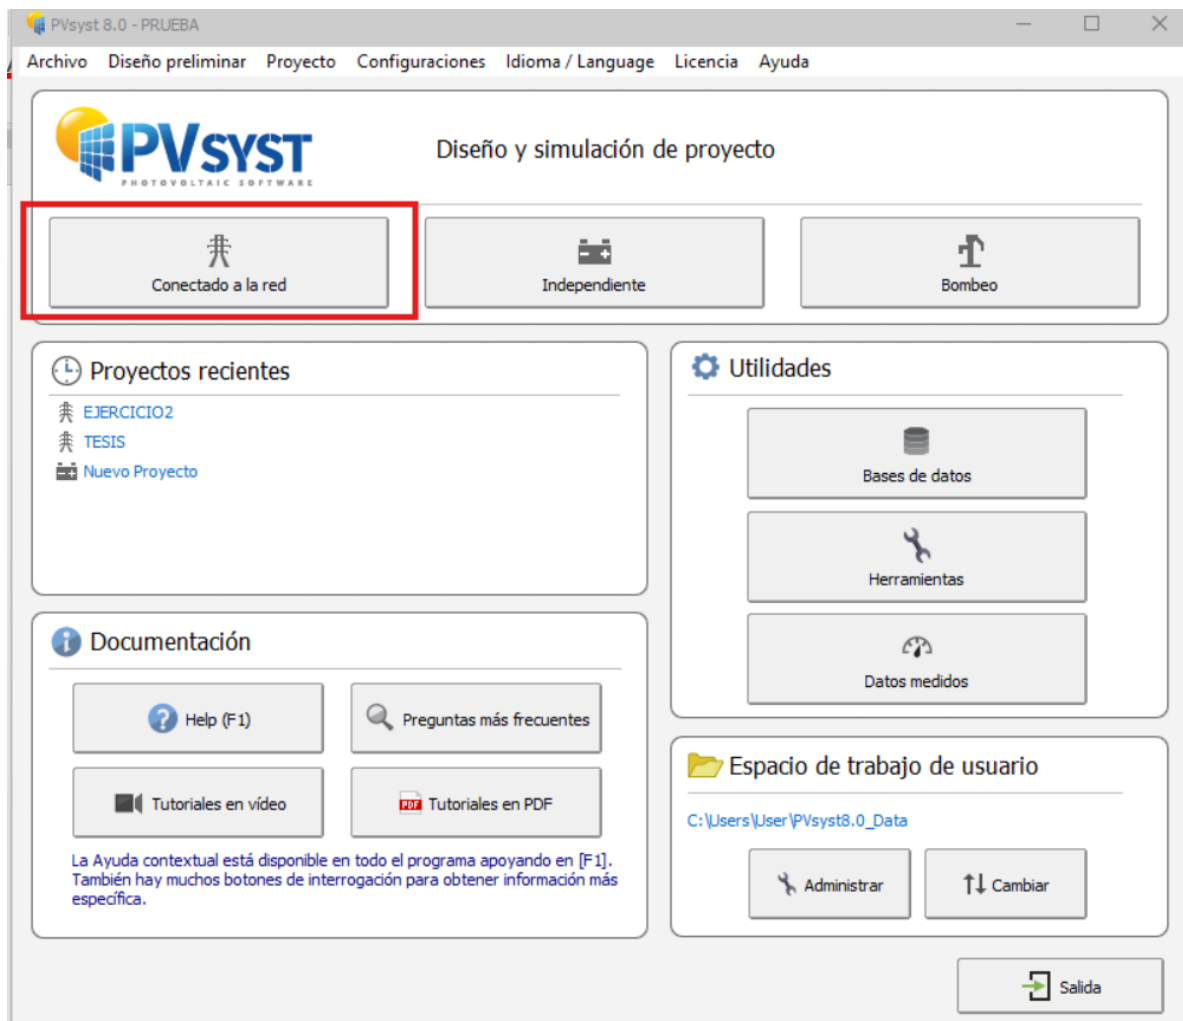 PVsyst 8.0 - PRUEBA
Archivo Diseño preliminar Proyecto Configuraciones Idioma / Language Licencia Ayuda
PVSYST
PHOTOVOLTAIC SOFTWARE
Diseño y simulación de proyecto
Conectado a la red
Independiente
Bombeo
Proyectos recientes
EJERCICIO2
TESIS
Nuevo Proyecto
Utilidades
Bases de datos
Herramientas
Datos medidos
Documentación
Help (F1)
Preguntas más frecuentes
Tutoriales en vídeo
PDF Tutoriales en PDF
La Ayuda contextual está disponible en todo el programa apoyando en [F1].
También hay muchos botones de interrogación para obtener información más
específica.
Espacio de trabajo de usuario
C:\Users\User\PVsyst8.0_Data
Administrar
Cambiar
Salida